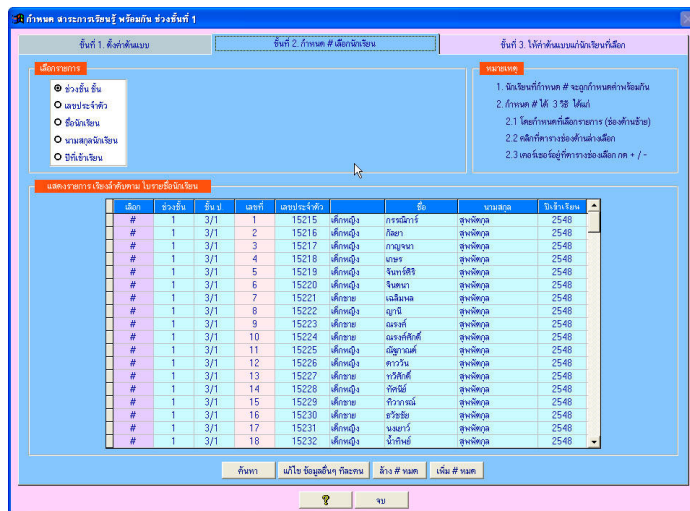 กำหนด สาระการเรียนรู้ พร้อมกัน ช่วงชั้นที่ 1
ขั้นที่ 1. ตั้งค่าต้นแบบ
ขั้นที่ 2. กำหนด # เลือกนักเรียน
ขั้นที่ 3. ให้ค่าต้นแบบแก่นักเรียนที่เลือก
เลือกรายการ
ช่วงชั้น ชั้น
เลขประจำตัว
ชื่อนักเรียน
นามสกุลนักเรียน
ปีที่เข้าเรียน
หมายเหตุ
1. นักเรียนที่กำหนด # จะถูกกำหนดค่าพร้อมกัน
2. กำหนด # ได้ 3 วิธี ได้แก่
2.1 โดยกำหนดที่เลือกรายการ (ช่องด้านซ้าย)
2.2 คลิกที่ตารางช่องด้านล่างเลือก
2.3 เคอร์เซอร์อยู่ที่ตารางช่องเลือก กด + / -
แสดงรายการ เรียงลำดับตาม ใบรายชื่อนักเรียน
เลือก ช่วงชั้น ชั้น ป. เลขที่ เลขประจำตัว ชื่อ นามสกุล ปีเข้าเรียน
# 1 3/1 1 15215 เด็กหญิง กรรณิการ์ สุพพัตกุล 2548
# 1 3/1 2 15216 เด็กหญิง กัลยา สุพพัตกุล 2548
# 1 3/1 3 15217 เด็กหญิง กาญจนา สุพพัตกุล 2548
# 1 3/1 4 15218 เด็กหญิง เกษร สุพพัตกุล 2548
# 1 3/1 5 15219 เด็กหญิง จันทร์ศิริ สุพพัตกุล 2548
# 1 3/1 6 15220 เด็กหญิง จินตนา สุพพัตกุล 2548
# 1 3/1 7 15221 เด็กชาย เฉลิมพล สุพพัตกุล 2548
# 1 3/1 8 15222 เด็กหญิง ญานี สุพพัตกุล 2548
# 1 3/1 9 15223 เด็กชาย ณรงค์ สุพพัตกุล 2548
# 1 3/1 10 15224 เด็กชาย ณรงค์ศักดิ์ สุพพัตกุล 2548
# 1 3/1 11 15225 เด็กหญิง ณัฐกานต์ สุพพัตกุล 2548
# 1 3/1 12 15226 เด็กหญิง ดาววัน สุพพัตกุล 2548
# 1 3/1 13 15227 เด็กชาย ทวีศักดิ์ สุพพัตกุล 2548
# 1 3/1 14 15228 เด็กหญิง ทัศนีย์ สุพพัตกุล 2548
# 1 3/1 15 15229 เด็กชาย ทิวากรณ์ สุพพัตกุล 2548
# 1 3/1 16 15230 เด็กชาย ธวัชชัย สุพพัตกุล 2548
# 1 3/1 17 15231 เด็กหญิง นงเยาว์ สุพพัตกุล 2548
# 1 3/1 18 15232 เด็กหญิง น้ำทิพย์ สุพพัตกุล 2548
ค้นหา แก้ไข ข้อมูลอื่นๆ ทีละคน ล้าง # หมด เพิ่ม # หมด
? จบ